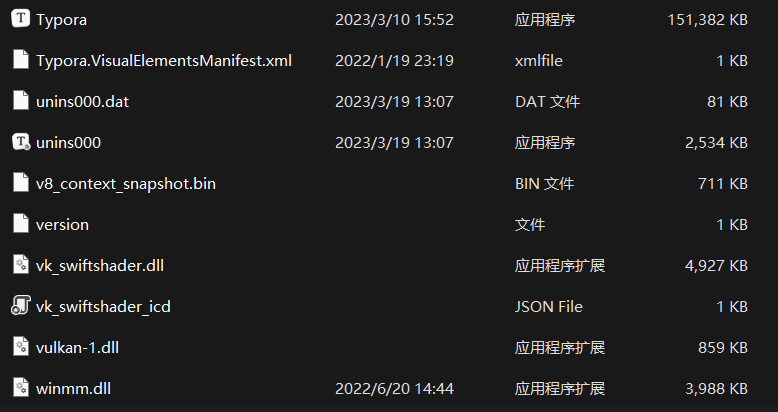 Typora 2023/3/10 15:52 应用程序 151,382 KB
Typora.VisualElementsManifest.xml 2022/1/19 23:19 xmlfile 1 KB
unins000.dat 2023/3/19 13:07 DAT 文件 81 KB
unins000 2023/3/19 13:07 应用程序 2,534 KB
v8_context_snapshot.bin BIN 文件 711 KB
version 文件 1 KB
vk_swiftshader.dll 应用程序扩展 4,927 KB
vk_swiftshader_icd JSON File 1 KB
vulkan-1.dll 应用程序扩展 859 KB
winmm.dll 2022/6/20 14:44 应用程序扩展 3,988 KB